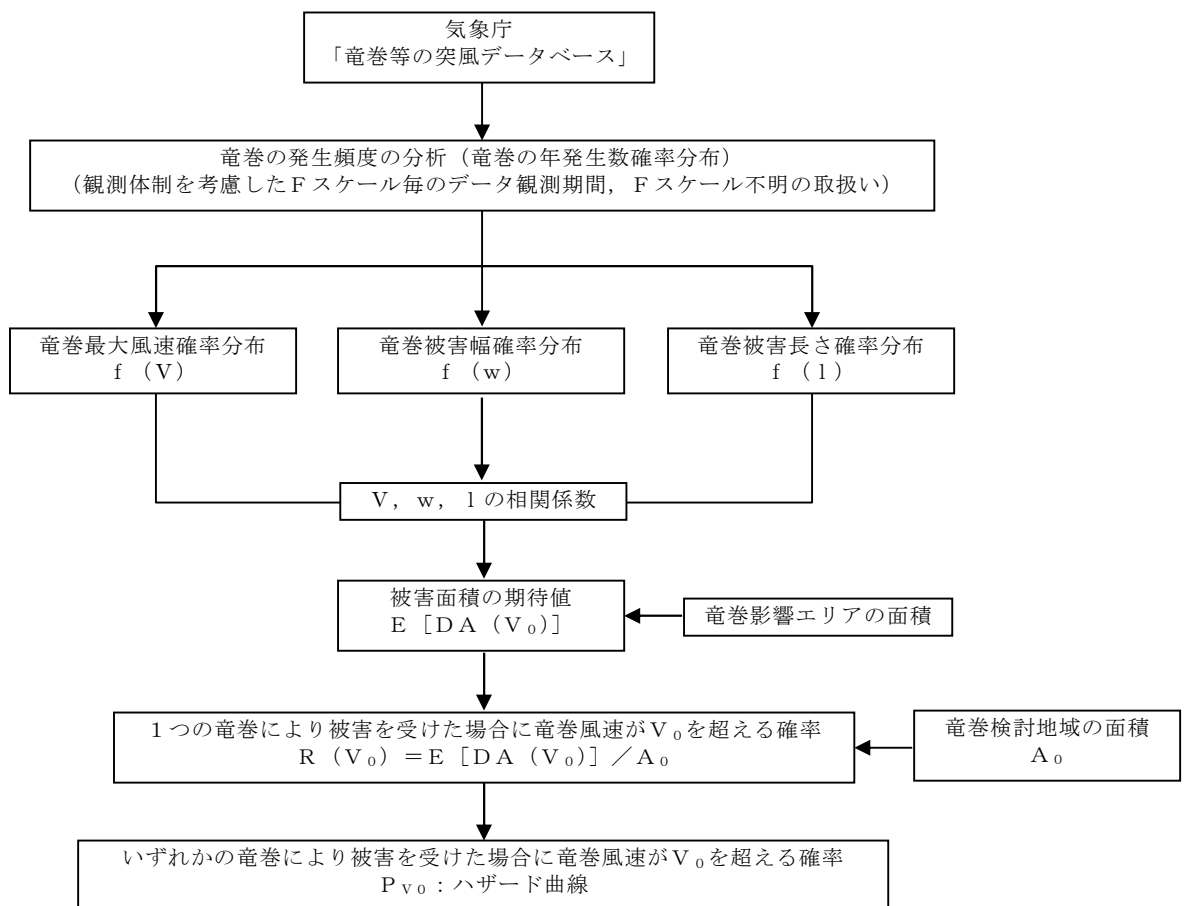 気象庁
「竜巻等の突風データベース」
竜巻の発生頻度の分析（竜巻の年発生数確率分布）
（観測体制を考慮したＦスケール毎のデータ観測期間，Ｆスケール不明の取扱い）
竜巻最大風速確率分布
ｆ（Ｖ）
竜巻被害幅確率分布
ｆ（ｗ）
竜巻被害長さ確率分布
ｆ（ｌ）
Ｖ，ｗ，ｌの相関係数
被害面積の期待値
Ｅ［ＤＡ（Ｖ₀）］
竜巻影響エリアの面積
１つの竜巻により被害を受けた場合に竜巻風速がＶ₀を超える確率
Ｒ（Ｖ₀）＝Ｅ［ＤＡ（Ｖ₀）］／Ａ₀
竜巻検討地域の面積
Ａ₀
いずれかの竜巻により被害を受けた場合に竜巻風速がＶ₀を超える確率
Ｐᵥ₀：ハザード曲線